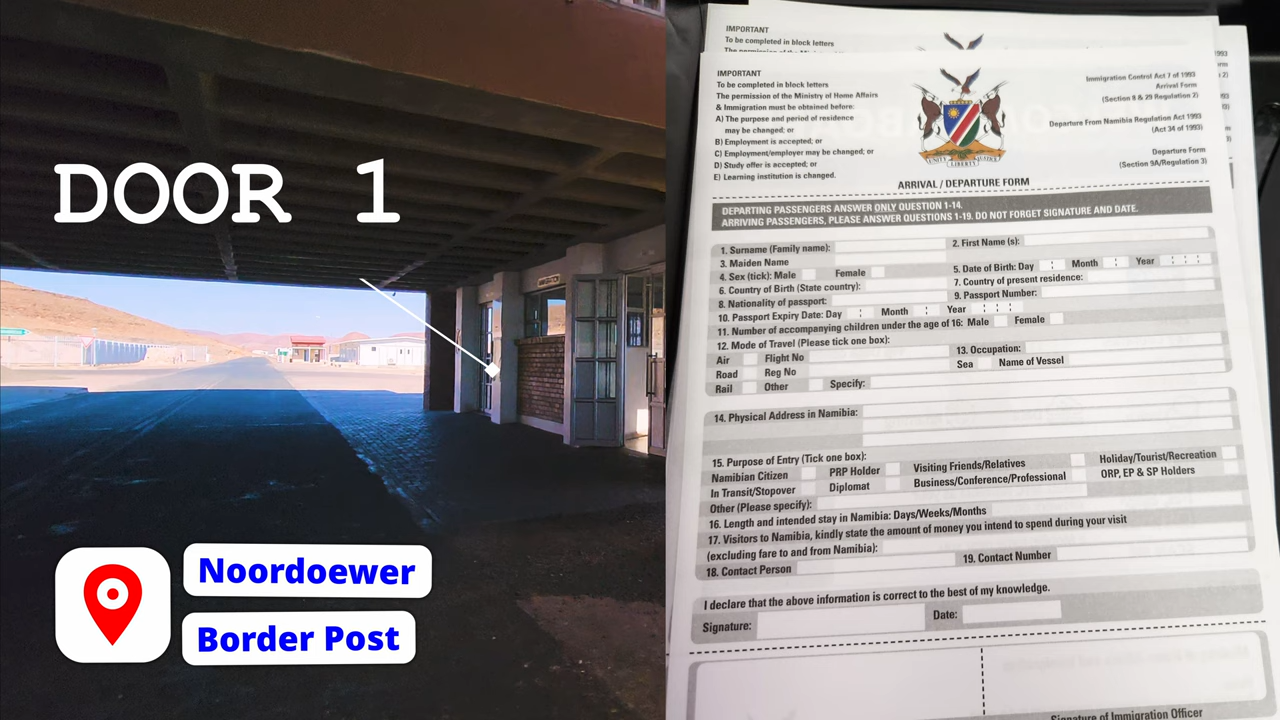 DOOR 1
Noordoewer
Border Post
IMPORTANT
To be completed in block letters
IMPORTANT
To be completed in block letters
The permission of the Ministry of Home Affairs
& Immigration must be obtained before:
A) The purpose and period of residence
may be changed; or
B) Employment is accepted; or
C) Employment/employer may be changed; or
D) Study offer is accepted; or
E) Learning institution is changed.
UNITY LIBERTY JUSTICE
Immigration Control Act 7 of 1993
Arrival Form
(Section 8 & 29 Regulation 2)
Departure From Namibia Regulation Act 1993
(Act 34 of 1993)
Departure Form
(Section 9A/Regulation 3)
ARRIVAL / DEPARTURE FORM
DEPARTING PASSENGERS ANSWER ONLY QUESTION 1-14.
ARRIVING PASSENGERS, PLEASE ANSWER QUESTIONS 1-19. DO NOT FORGET SIGNATURE AND DATE.
1. Surname (Family name): 2. First Name (s):
3. Maiden Name
4. Sex (tick): Male Female 5. Date of Birth: Day Month Year
6. Country of Birth (State country): 7. Country of present residence:
8. Nationality of passport: 9. Passport Number:
10. Passport Expiry Date: Day Month Year
11. Number of accompanying children under the age of 16: Male Female
12. Mode of Travel (Please tick one box):
Air Flight No 13. Occupation:
Road Reg No Sea Name of Vessel
Rail Other Specify:
14. Physical Address in Namibia:
15. Purpose of Entry (Tick one box):
Namibian Citizen PRP Holder Visiting Friends/Relatives Holiday/Tourist/Recreation
In Transit/Stopover Diplomat Business/Conference/Professional ORP, EP & SP Holders
Other (Please specify):
16. Length and intended stay in Namibia: Days/Weeks/Months
17. Visitors to Namibia, kindly state the amount of money you intend to spend during your visit
(excluding fare to and from Namibia):
18. Contact Person 19. Contact Number
I declare that the above information is correct to the best of my knowledge.
Signature: Date:
Signature of Immigration Officer